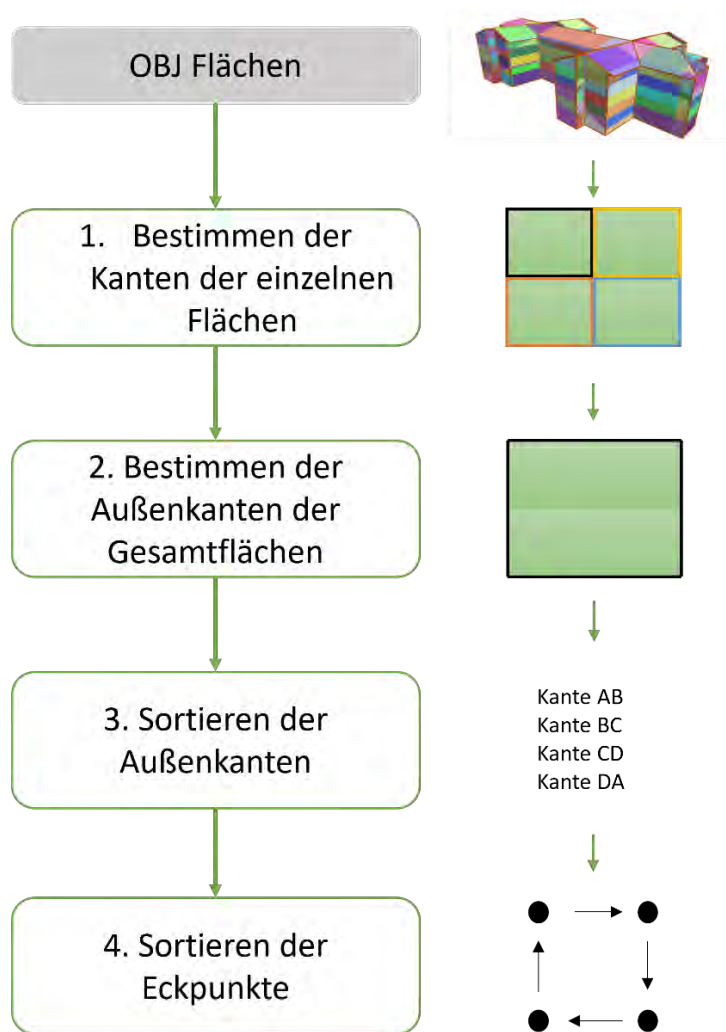 OBJ Flächen
1. Bestimmen der
Kanten der einzelnen
Flächen
2. Bestimmen der
Außenkanten der
Gesamtflächen
3. Sortieren der
Außenkanten
Kante AB
Kante BC
Kante CD
Kante DA
4. Sortieren der
Eckpunkte